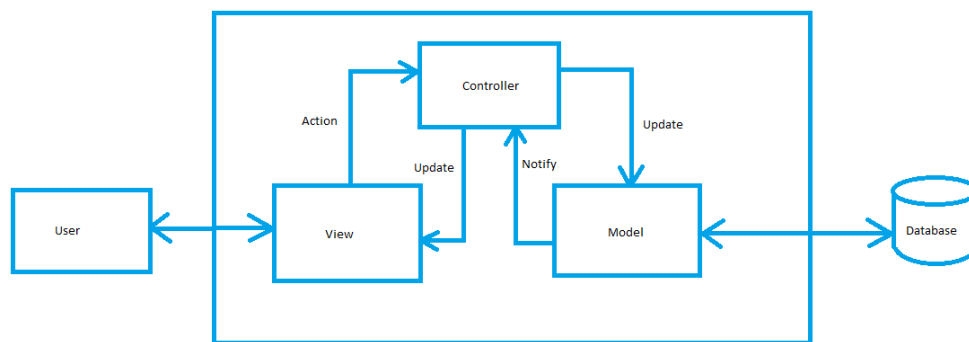 Controller
Action
Update
Update
Notify
User
View
Model
Database